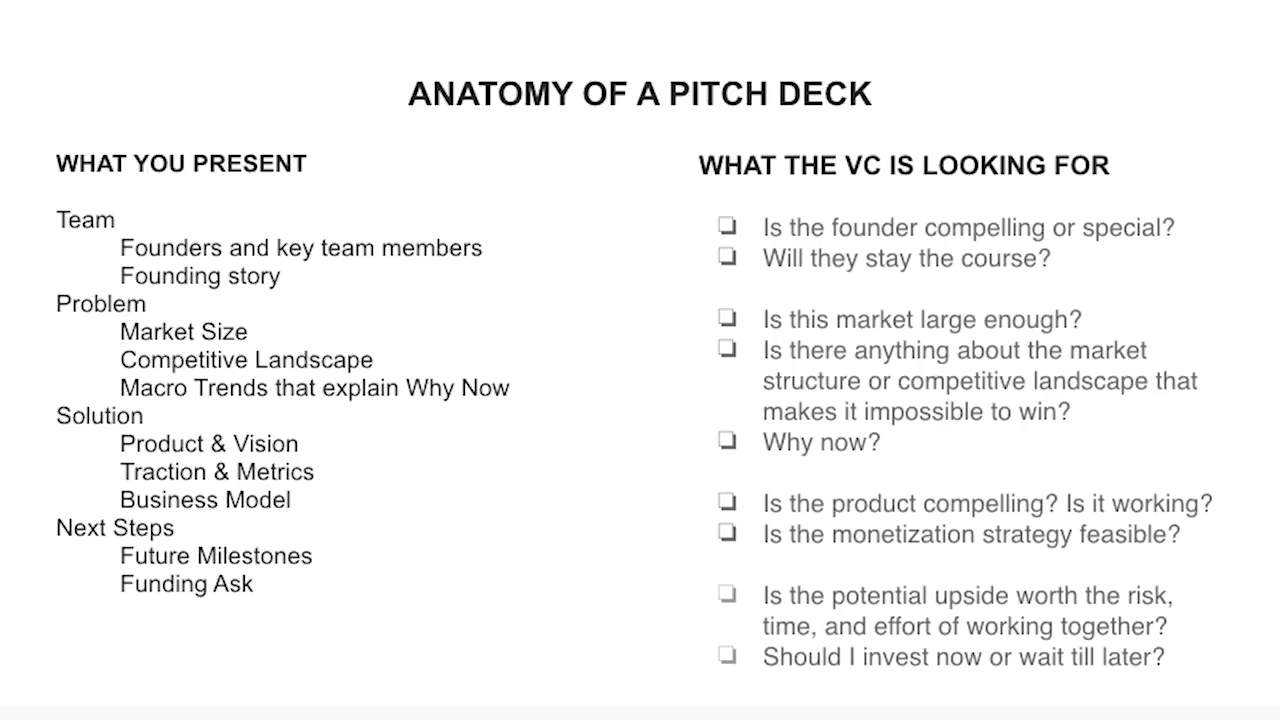 ANATOMY OF A PITCH DECK
WHAT YOU PRESENT
Team
Founders and key team members
Founding story
Problem
Market Size
Competitive Landscape
Macro Trends that explain Why Now
Solution
Product & Vision
Traction & Metrics
Business Model
Next Steps
Future Milestones
Funding Ask
WHAT THE VC IS LOOKING FOR
Is the founder compelling or special?
Will they stay the course?
Is this market large enough?
Is there anything about the market
structure or competitive landscape that
makes it impossible to win?
Why now?
Is the product compelling? Is it working?
Is the monetization strategy feasible?
Is the potential upside worth the risk,
time, and effort of working together?
Should I invest now or wait till later?